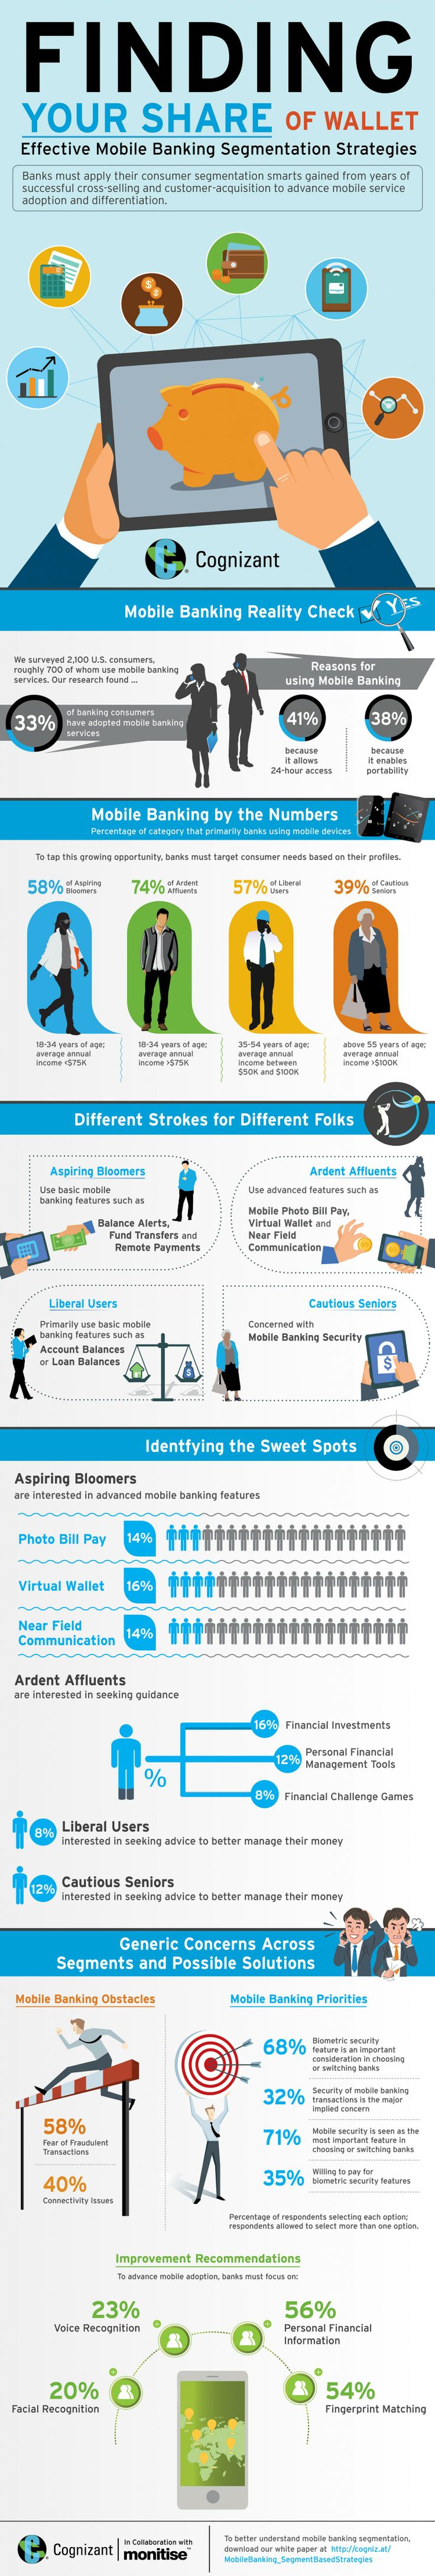 FINDING
YOUR SHARE OF WALLET
Effective Mobile Banking Segmentation Strategies
Banks must apply their consumer segmentation smarts gained from years of
successful cross-selling and customer-acquisition to advance mobile service
adoption and differentiation.
Cognizant
Mobile Banking Reality Check
YES
We surveyed 2,100 U.S. consumers,
roughly 700 of whom use mobile banking
services. Our research found ...
33%
of banking consumers
have adopted mobile banking
services
Reasons for
using Mobile Banking
41%
because
it allows
24-hour access
38%
because
it enables
portability
Mobile Banking by the Numbers
Percentage of category that primarily banks using mobile devices
To tap this growing opportunity, banks must target consumer needs based on their profiles.
58% of Aspiring
Bloomers
74% of Ardent
Affluents
57% of Liberal
Users
39% of Cautious
Seniors
18-34 years of age;
average annual
income <$75K
18-34 years of age;
average annual
income >$75K
35-54 years of age;
average annual
income between
$50K and $100K
above 55 years of age;
average annual
income >$100K
Different Strokes for Different Folks
Aspiring Bloomers
Use basic mobile
banking features such as
Balance Alerts,
Fund Transfers and
Remote Payments
Ardent Affluents
Use advanced features such as
Mobile Photo Bill Pay,
Virtual Wallet and
Near Field
Communication
Liberal Users
Primarily use basic mobile
banking features such as
Account Balances
or Loan Balances
Cautious Seniors
Concerned with
Mobile Banking Security
Identfying the Sweet Spots
Aspiring Bloomers
are interested in advanced mobile banking features
Photo Bill Pay 14%
Virtual Wallet 16%
Near Field
Communication 14%
Ardent Affluents
are interested in seeking guidance
16% Financial Investments
12% Personal Financial
Management Tools
8% Financial Challenge Games
%
8% Liberal Users
interested in seeking advice to better manage their money
12% Cautious Seniors
interested in seeking advice to better manage their money
Generic Concerns Across
Segments and Possible Solutions
Mobile Banking Obstacles
58%
Fear of Fraudulent
Transactions
40%
Connectivity Issues
Mobile Banking Priorities
68% Biometric security
feature is an important
consideration in choosing
or switching banks
32% Security of mobile banking
transactions is the major
implied concern
71% Mobile security is seen as the
most important feature in
choosing or switching banks
35% Willing to pay for
biometric security features
Percentage of respondents selecting each option;
respondents allowed to select more than one option.
Improvement Recommendations
To advance mobile adoption, banks must focus on:
23%
Voice Recognition
56%
Personal Financial
Information
20%
Facial Recognition
54%
Fingerprint Matching
Cognizant
In Collaboration with
monitise™
To better understand mobile banking segmentation,
download our white paper at http://cogniz.at/
MobileBanking_SegmentBasedStrategies